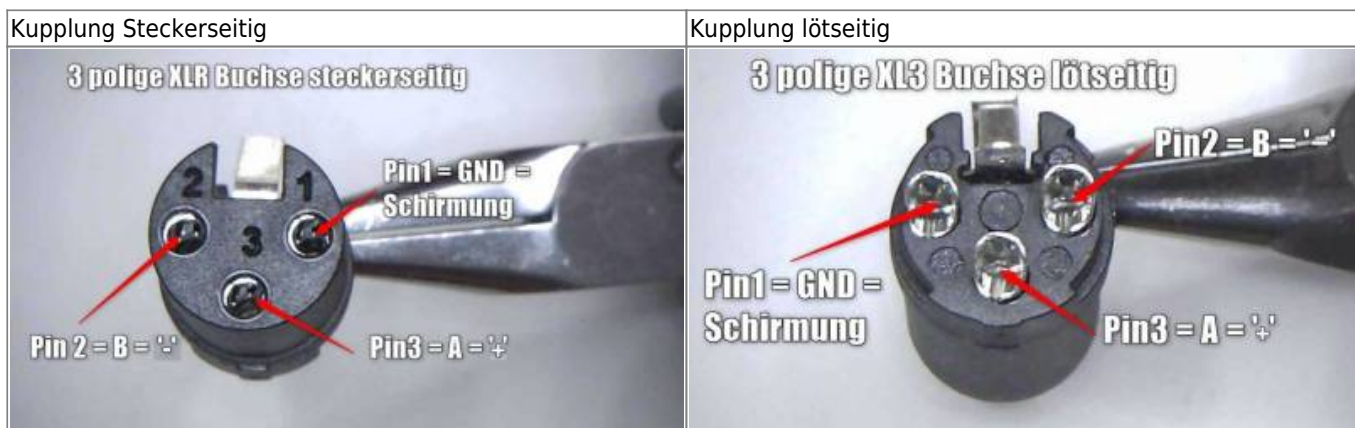 Kupplung Steckerseitig
Kupplung lötseitig
3 polige XLR Buchse steckerseitig
2
1
3
Pin1 = GND =
Schirmung
Pin 2 = B = '-'
Pin3 = A = '+'
3 polige XL3 Buchse lötseitig
Pin2 = B = '-'
Pin1 = GND =
Schirmung
Pin3 = A = '+'